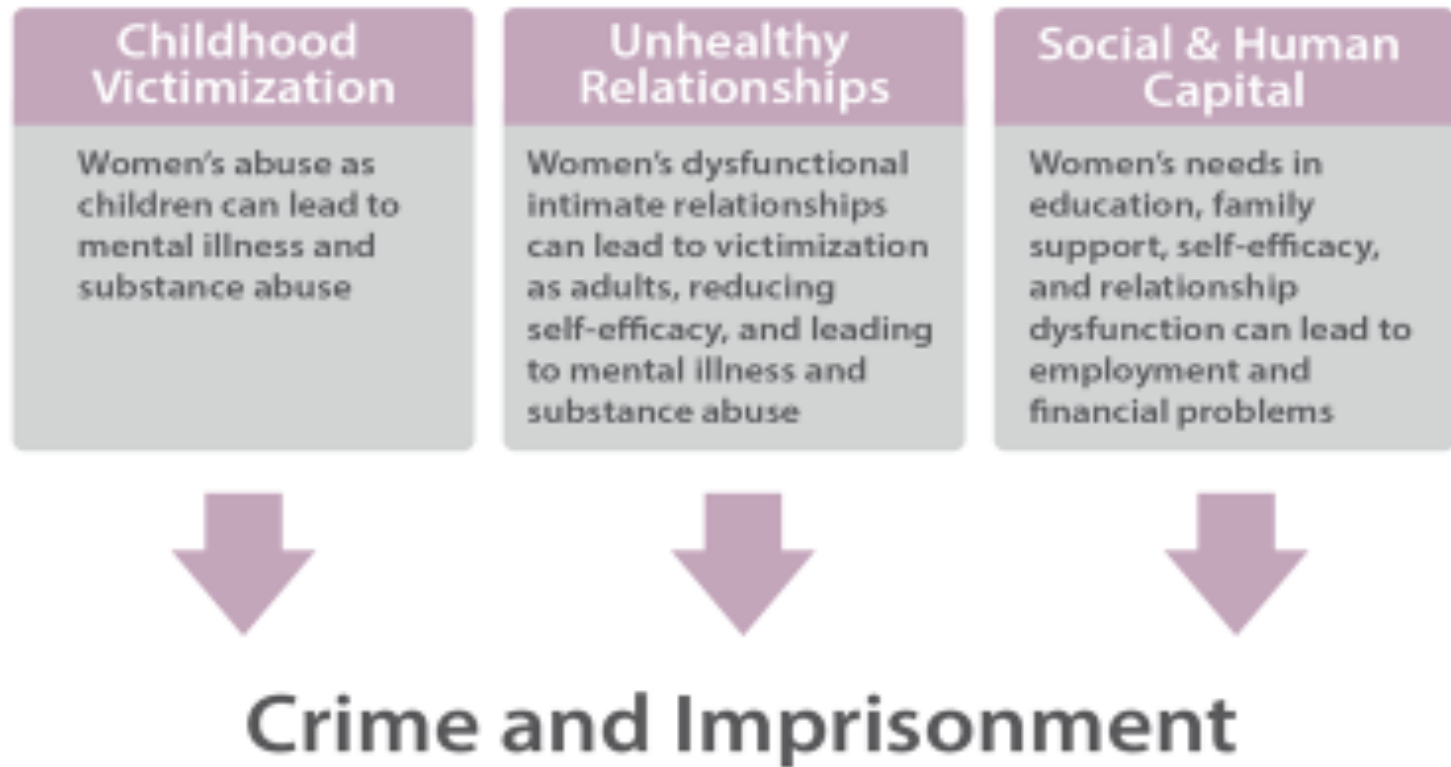 Childhood
Victimization
Women's abuse as
children can lead to
mental illness and
substance abuse
Unhealthy
Relationships
Women's dysfunctional
intimate relationships
can lead to victimization
as adults, reducing
self-efficacy, and leading
to mental illness and
substance abuse
Social & Human
Capital
Women's needs in
education, family
support, self-efficacy,
and relationship
dysfunction can lead to
employment and
financial problems
Crime and Imprisonment